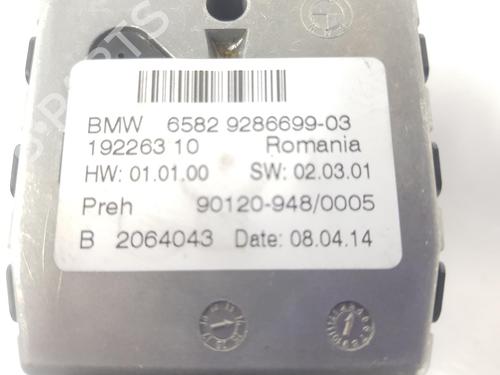 BMW 6582 9286699-03
192263 10 Romania
HW: 01.01.00 SW: 02.03.01
Preh 90120-948/0005
B 2064043 Date: 08.04.14